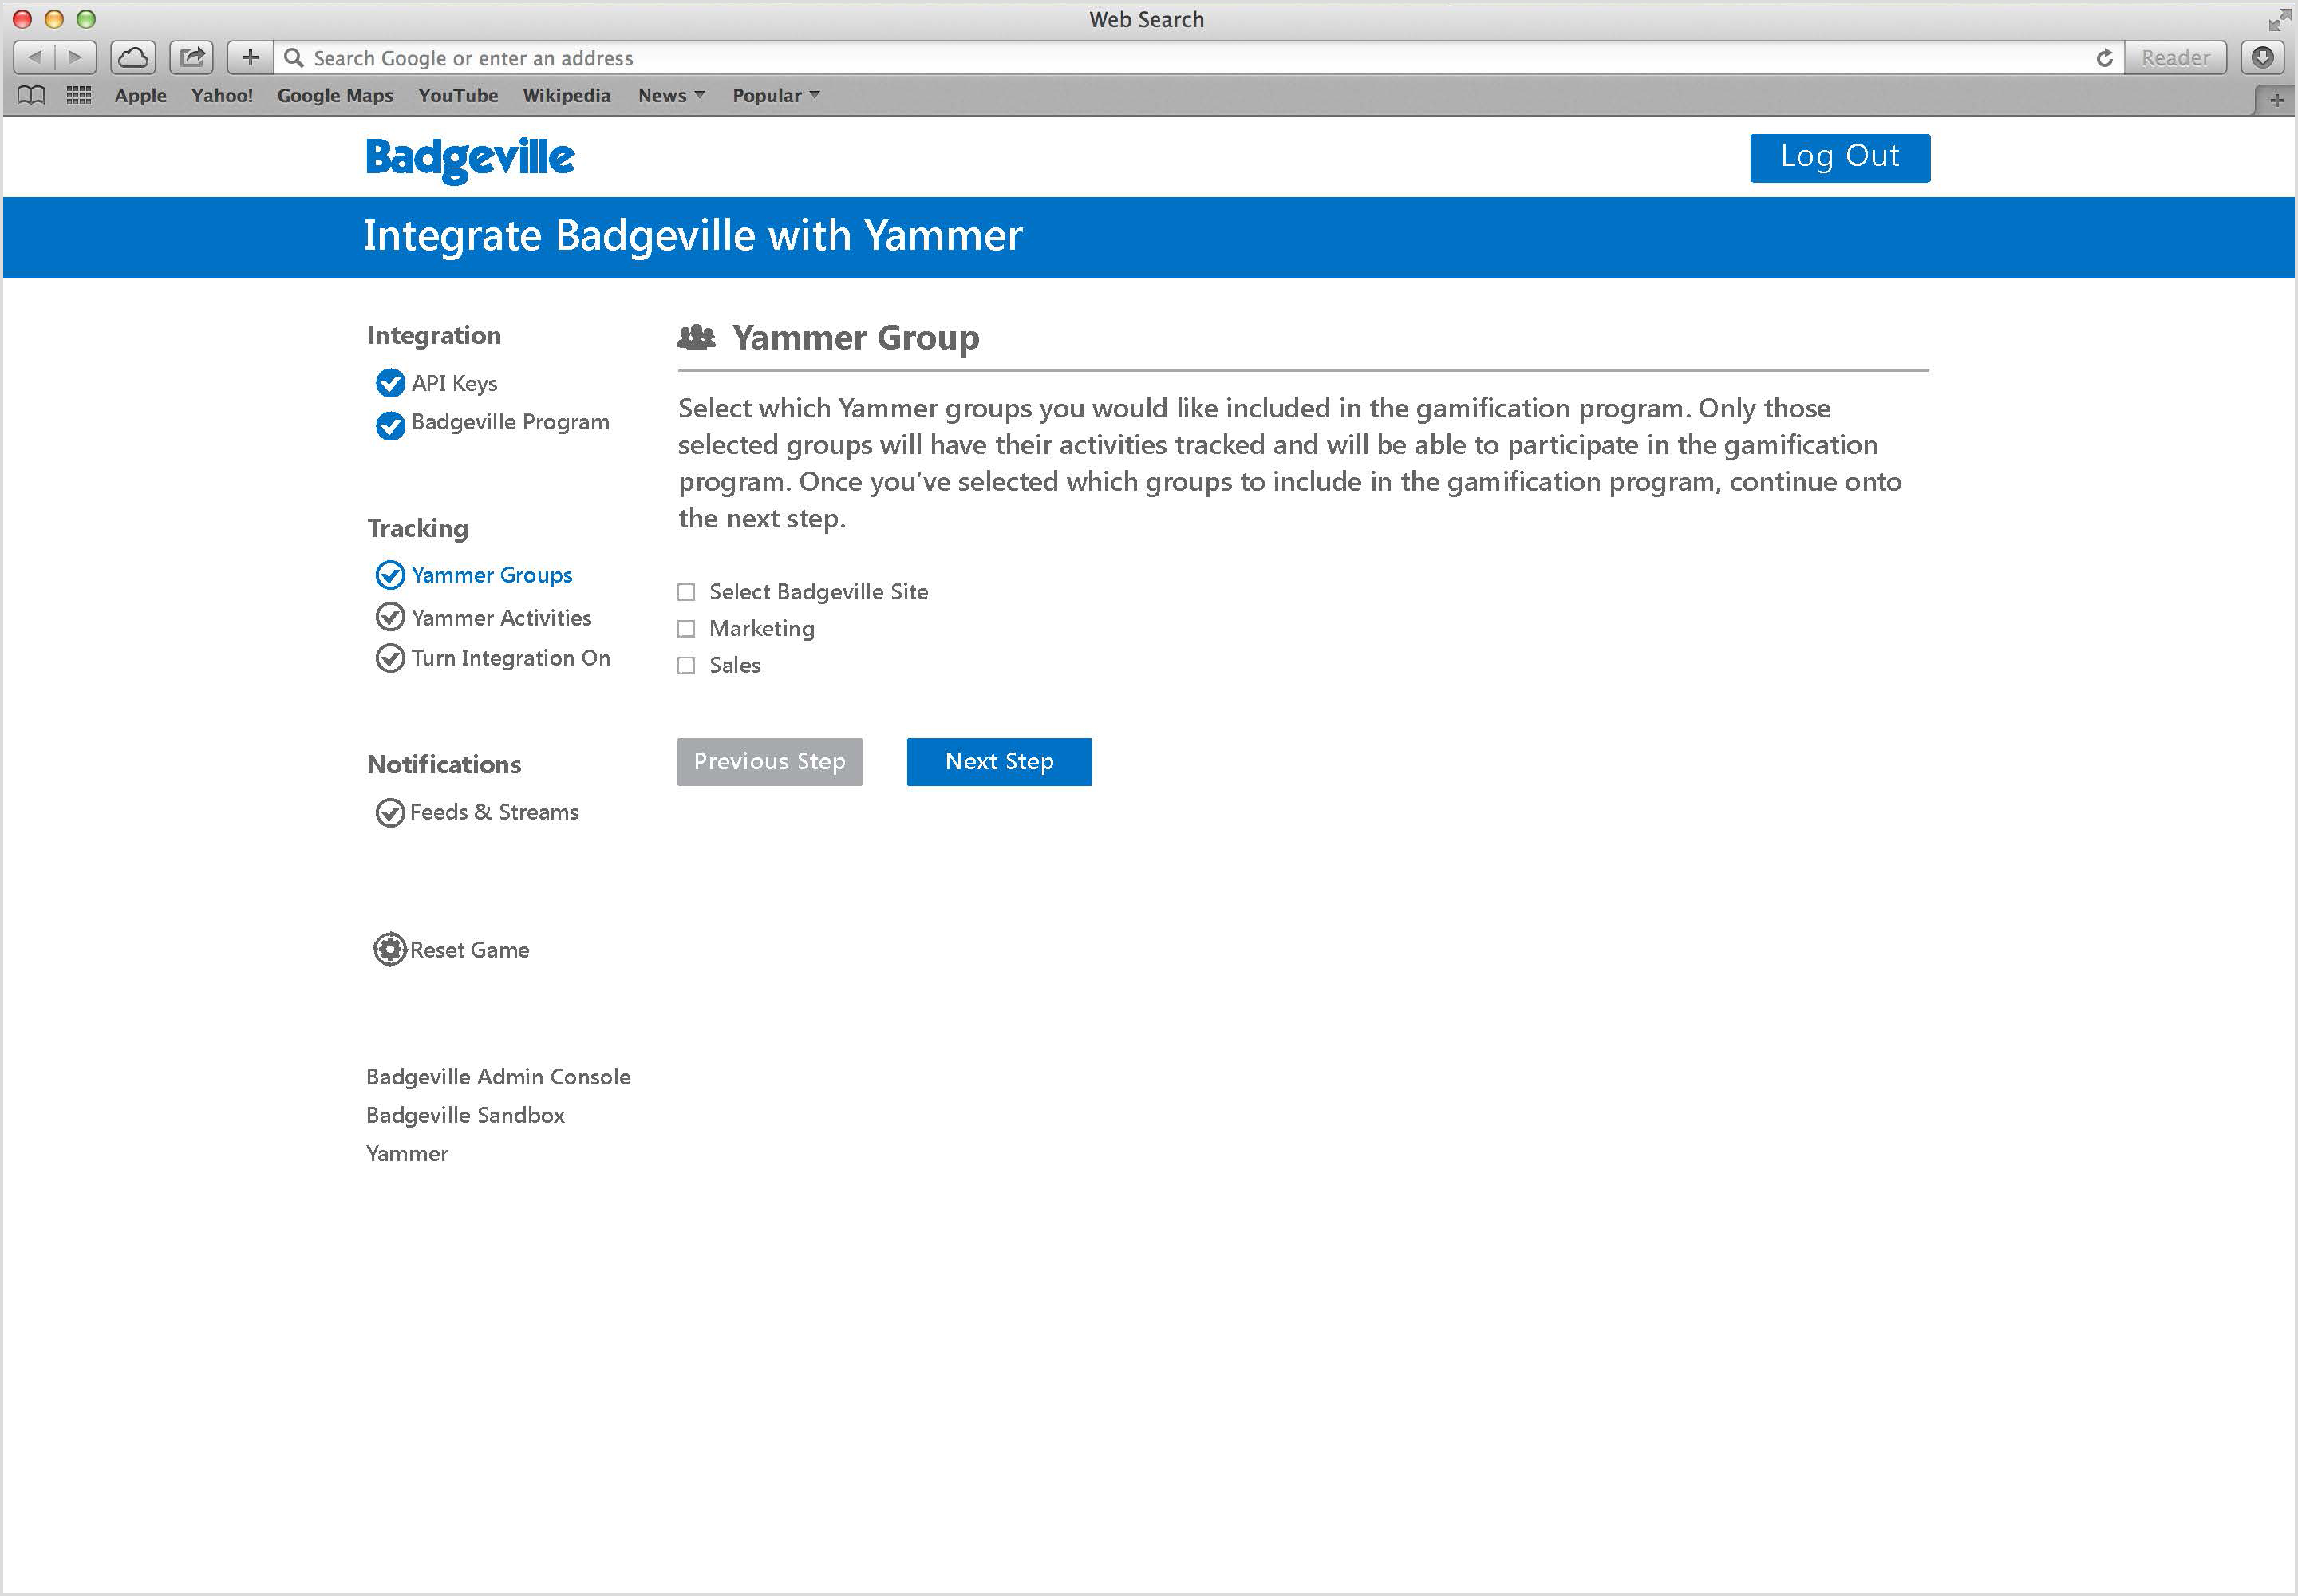 Web Search
Search Google or enter an address
Reader
Apple Yahoo! Google Maps YouTube Wikipedia News Popular
Badgeville
Log Out
Integrate Badgeville with Yammer
Integration
API Keys
Badgeville Program
Tracking
Yammer Groups
Yammer Activities
Turn Integration On
Notifications
Feeds & Streams
Reset Game
Badgeville Admin Console
Badgeville Sandbox
Yammer
Yammer Group
Select which Yammer groups you would like included in the gamification program. Only those
selected groups will have their activities tracked and will be able to participate in the gamification
program. Once you’ve selected which groups to include in the gamification program, continue onto
the next step.
Select Badgeville Site
Marketing
Sales
Previous Step
Next Step